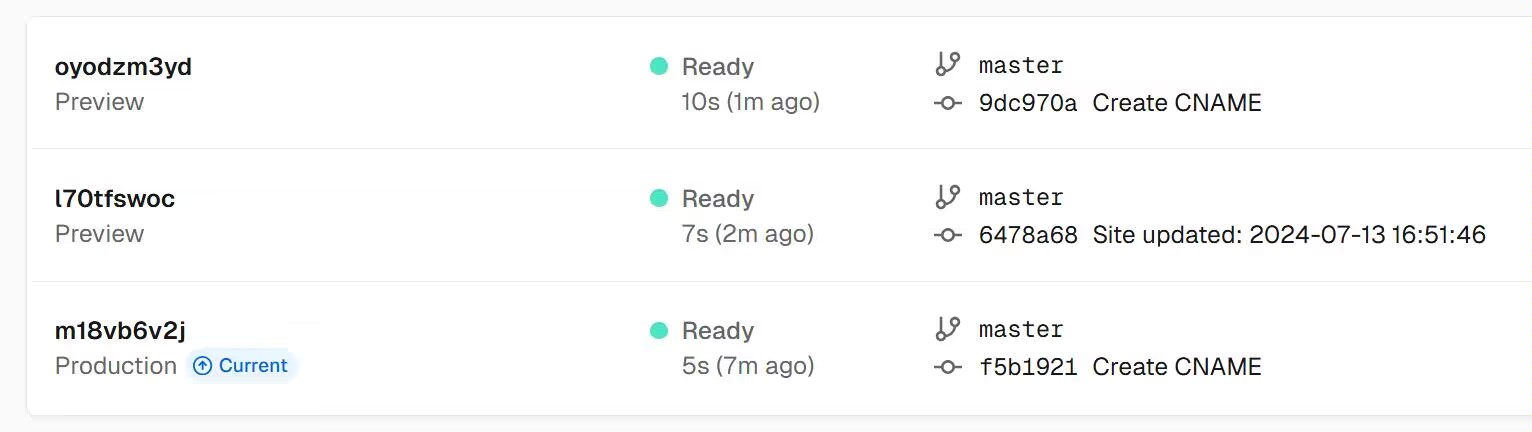 oyodzm3yd
Ready
master
Preview
10s (1m ago)
9dc970a Create CNAME
l70tfswoc
Ready
master
Preview
7s (2m ago)
6478a68 Site updated: 2024-07-13 16:51:46
m18vb6v2j
Ready
master
Production Current
5s (7m ago)
f5b1921 Create CNAME